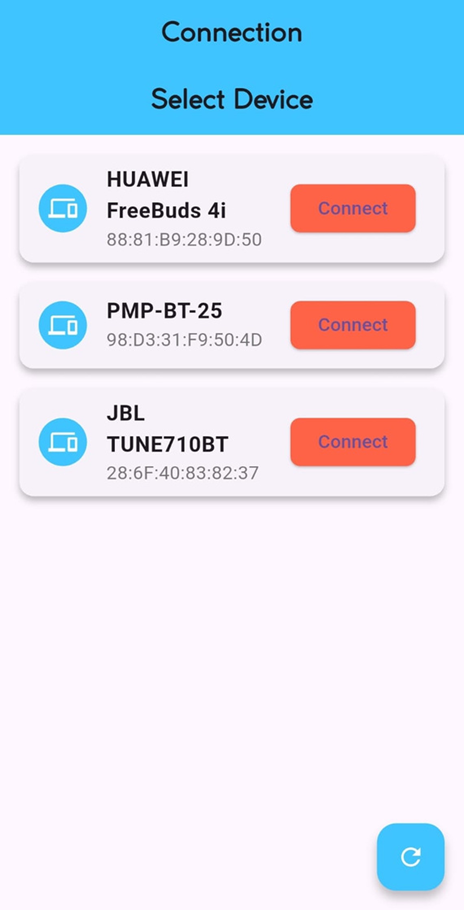 Connection
Select Device
HUAWEI
FreeBuds 4i
88:81:B9:28:9D:50
Connect
PMP-BT-25
98:D3:31:F9:50:4D
Connect
JBL
TUNE710BT
28:6F:40:83:82:37
Connect